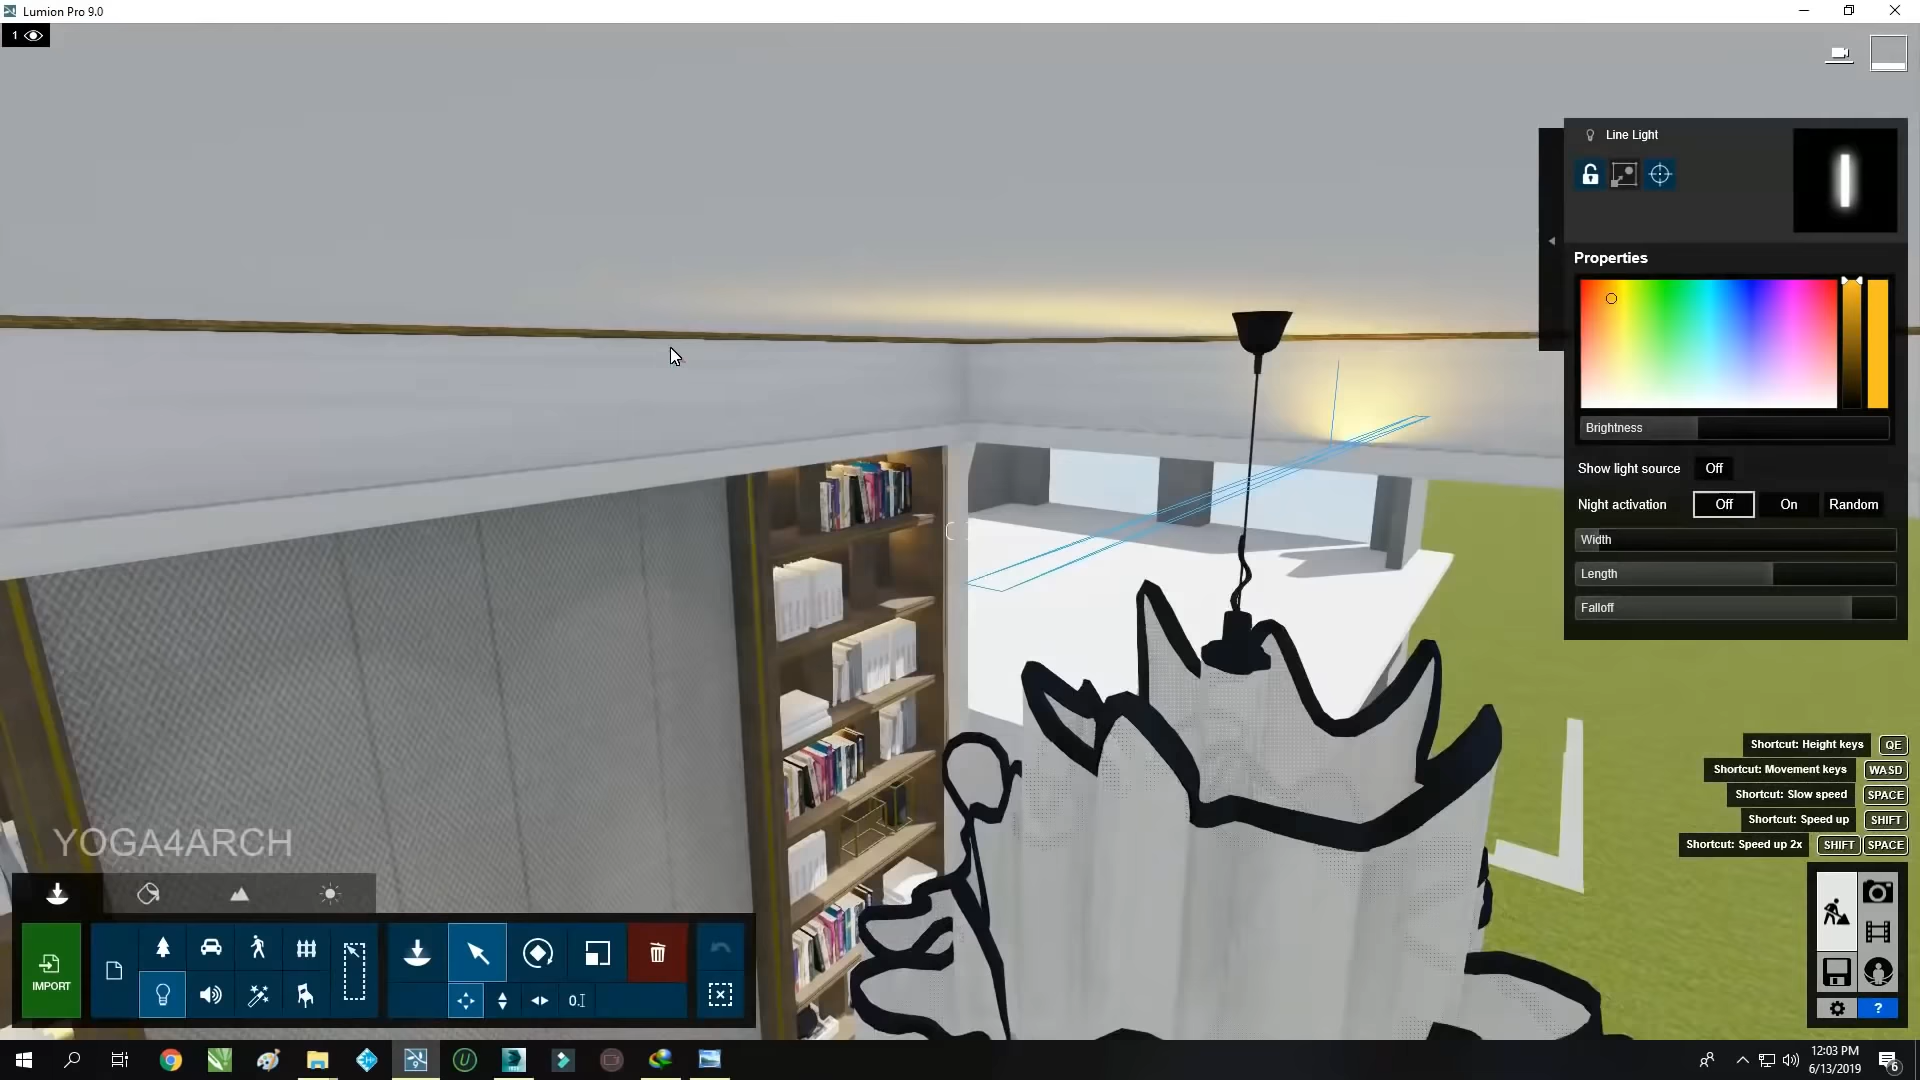 Lumion Pro 9.0
1
Line Light
Properties
Brightness
Show light source Off
Night activation Off On Random
Width
Length
Falloff
Shortcut: Height keys QE
Shortcut: Movement keys WASD
Shortcut: Slow speed SPACE
Shortcut: Speed up SHIFT
Shortcut: Speed up 2x SHIFT SPACE
YOGA4ARCH
IMPORT
?
12:03 PM
6/13/2019
6